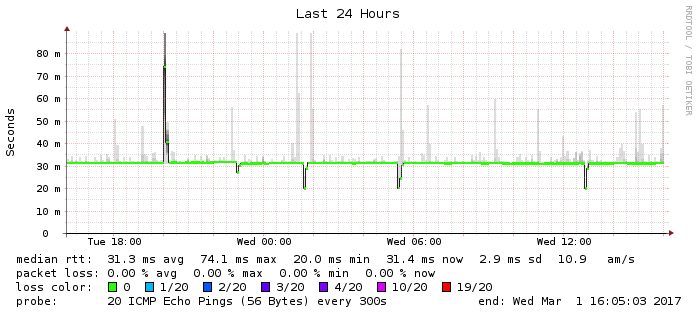 Last 24 Hours
RRDTOOL / TOBI OETIKER
Seconds
80 m
70 m
60 m
50 m
40 m
30 m
20 m
10 m
0
Tue 18:00 Wed 00:00 Wed 06:00 Wed 12:00
median rtt: 31.3 ms avg 74.1 ms max 20.0 ms min 31.4 ms now 2.9 ms sd 10.9 am/s
packet loss: 0.00 % avg 0.00 % max 0.00 % min 0.00 % now
loss color: 0 1/20 2/20 3/20 4/20 10/20 19/20
probe: 20 ICMP Echo Pings (56 Bytes) every 300s end: Wed Mar 1 16:05:03 2017